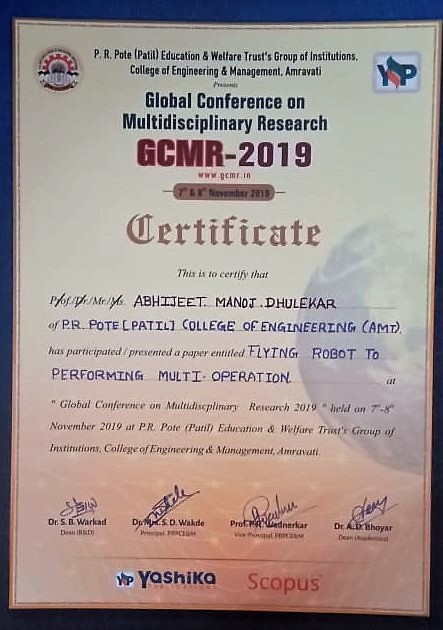 P. R. Pote (Patil) Education & Welfare Trust's Group of Institutions,
College of Engineering & Management, Amravati
Presents
YP
Global Conference on
Multidisciplinary Research
GCMR-2019
www.gcmr.in
7th & 8th November 2019
Certificate
This is to certify that
Prof./Dr./Mr./Ms. ABHIJEET MANOJ DHULEKAR
of P.R. POTE [PATIL] COLLEGE OF ENGINEERING (AMT).
has participated / presented a paper entitled FLYING ROBOT TO
PERFORMING MULTI-OPERATION. at
" Global Conference on Multidiscplinary Research 2019 " held on 7th-8th
November 2019 at P.R. Pote (Patil) Education & Welfare Trust's Group of
Institutions, College of Engineering & Management, Amravati.
Dr. S. B. Warkad Dr. Mrs. S. D. Wakde Prof. P. R. Wadnerkar Dr. A. D. Bhoyar
Dean (R&D) Principal, PRPCE&M Vice Principal, PRPCE&M Dean (Academics)
YP Yashika Scopus